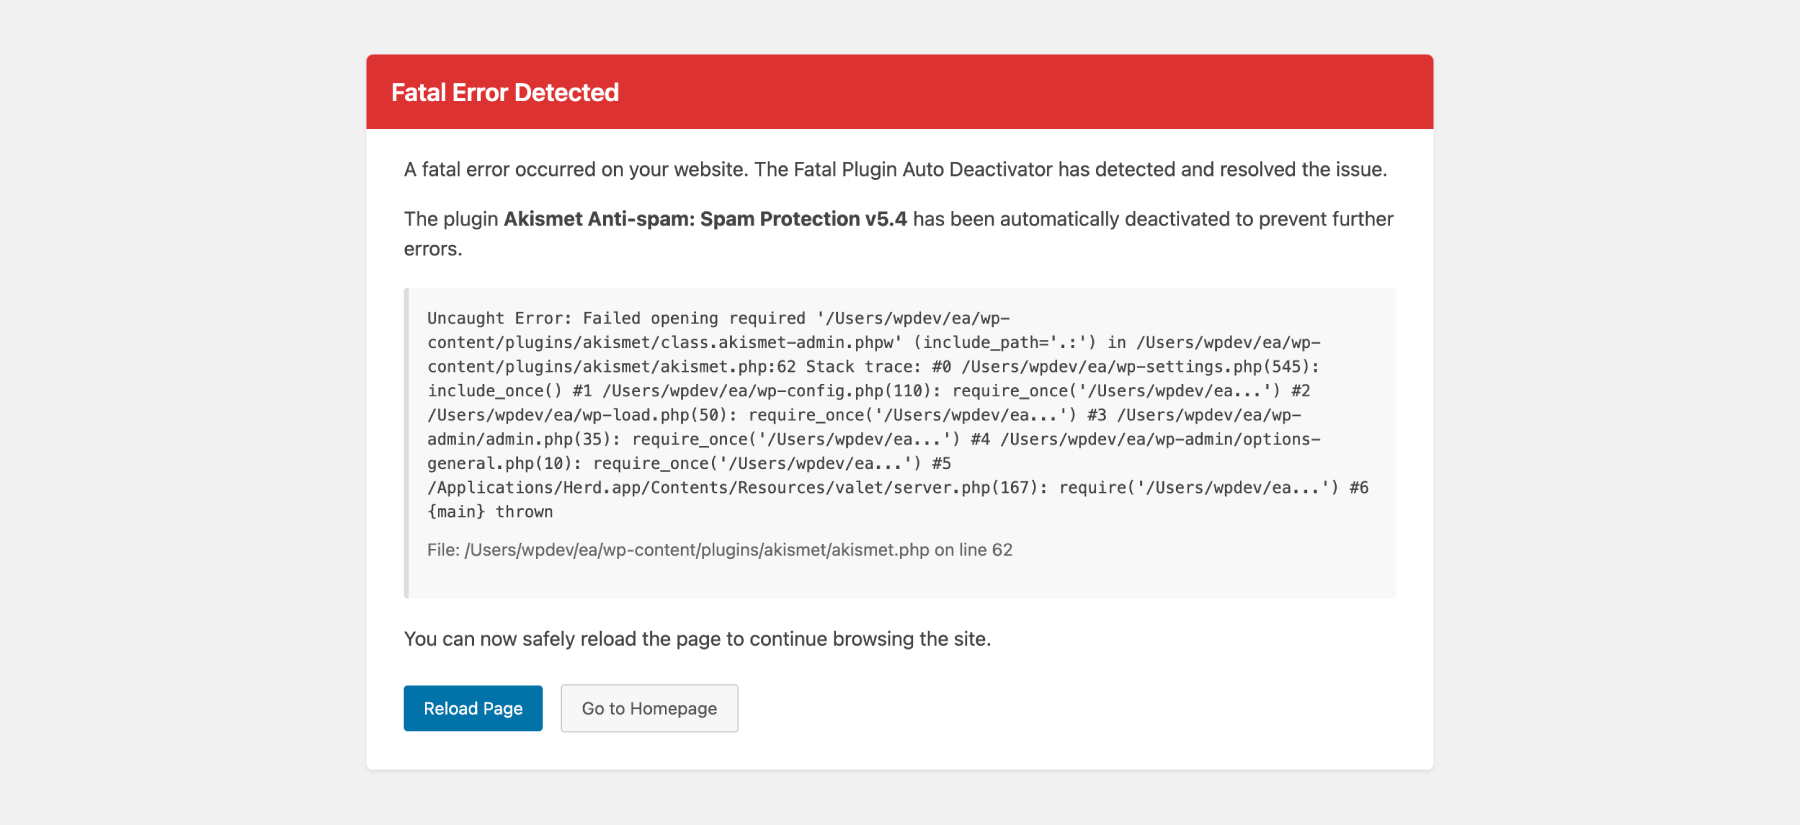 Fatal Error Detected
A fatal error occurred on your website. The Fatal Plugin Auto Deactivator has detected and resolved the issue.
The plugin Akismet Anti-spam: Spam Protection v5.4 has been automatically deactivated to prevent further
errors.
Uncaught Error: Failed opening required '/Users/wpdev/ea/wp-
content/plugins/akismet/class.akismet-admin.phpw' (include_path='.:') in /Users/wpdev/ea/wp-
content/plugins/akismet/akismet.php:62 Stack trace: #0 /Users/wpdev/ea/wp-settings.php(545):
include_once() #1 /Users/wpdev/ea/wp-config.php(110): require_once('/Users/wpdev/ea...') #2
/Users/wpdev/ea/wp-load.php(50): require_once('/Users/wpdev/ea...') #3 /Users/wpdev/ea/wp-
admin/admin.php(35): require_once('/Users/wpdev/ea...') #4 /Users/wpdev/ea/wp-admin/options-
general.php(10): require_once('/Users/wpdev/ea...') #5
/Applications/Herd.app/Contents/Resources/valet/server.php(167): require('/Users/wpdev/ea...') #6
{main} thrown
File: /Users/wpdev/ea/wp-content/plugins/akismet/akismet.php on line 62
You can now safely reload the page to continue browsing the site.
Reload Page
Go to Homepage